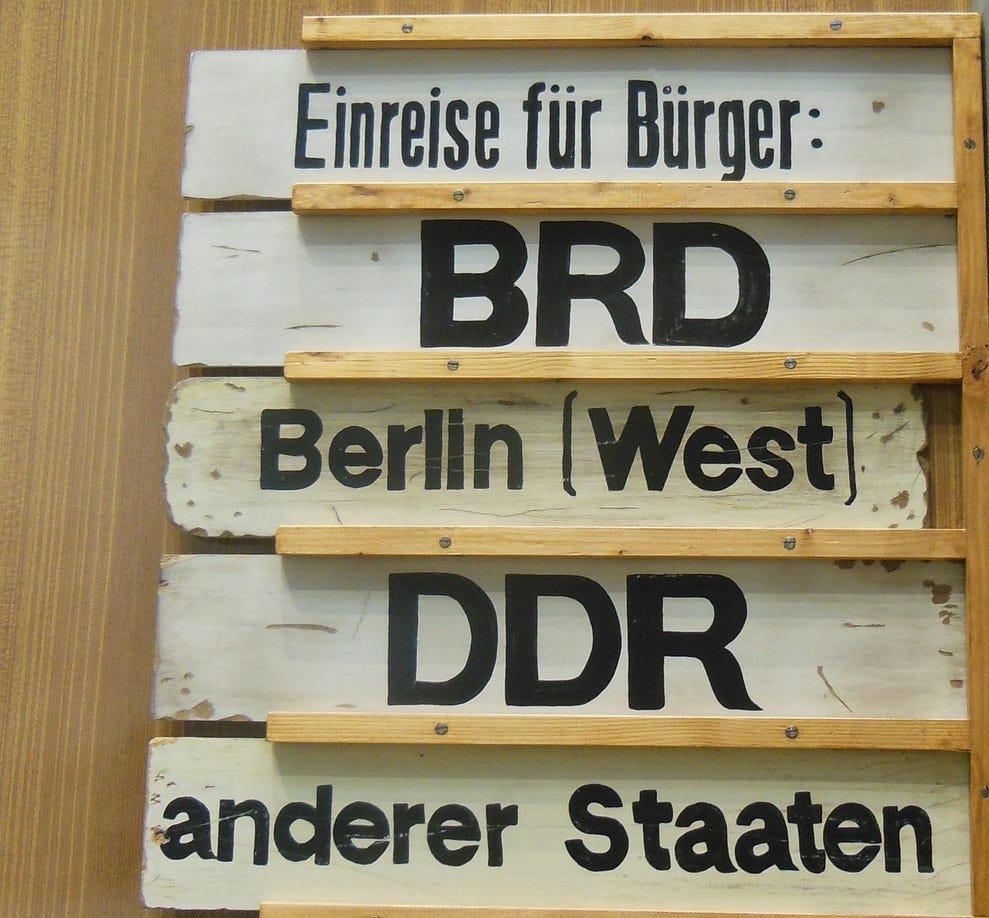 Einreise für Bürger:
BRD
Berlin (West)
DDR
anderer Staaten